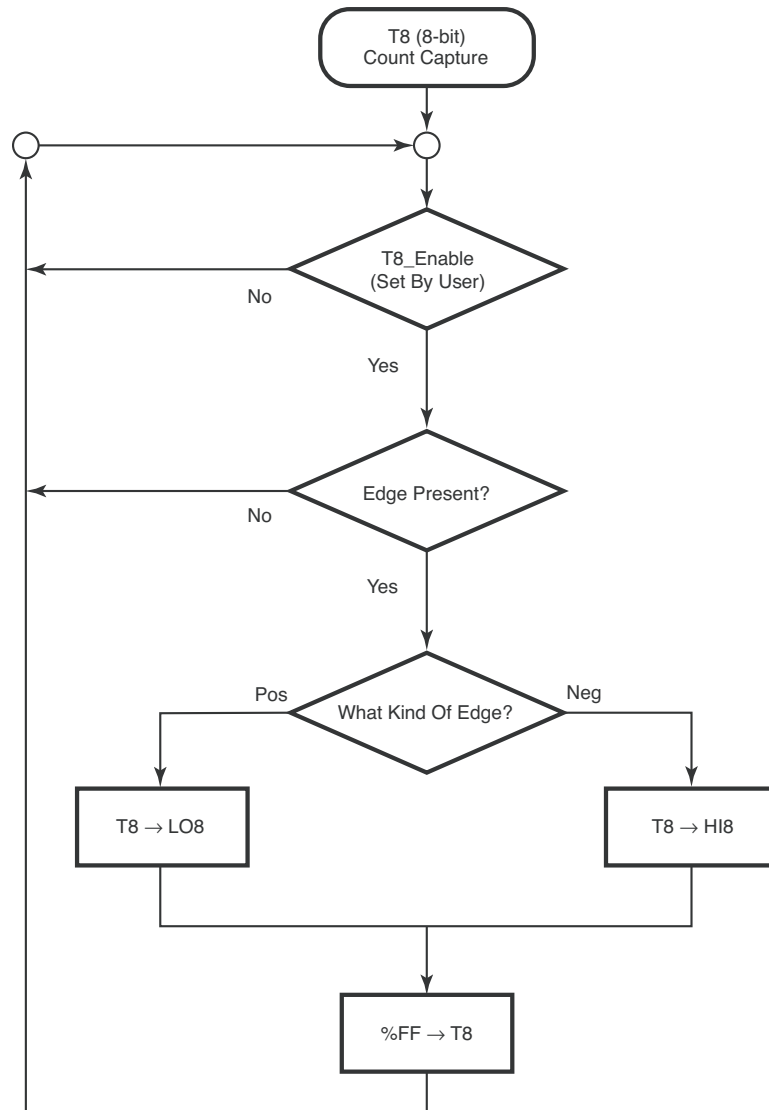 T8 (8-bit)
Count Capture
T8_Enable
(Set By User)
No
Yes
Edge Present?
No
Yes
Pos
What Kind Of Edge?
Neg
T8 → LO8
T8 → HI8
%FF → T8